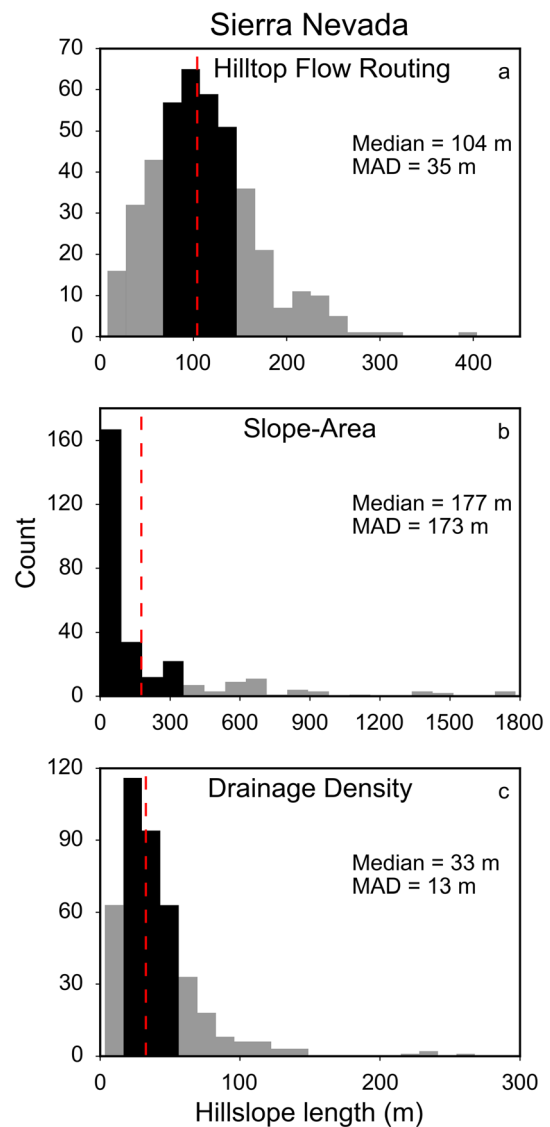 Sierra Nevada
70
60
50
40
30
20
10
0
Hilltop Flow Routing
a
Median = 104 m
MAD = 35 m
0 100 200 300 400
Count
160
120
80
40
0
Slope-Area
b
Median = 177 m
MAD = 173 m
0 300 600 900 1200 1500 1800
120
90
60
30
0
Drainage Density
c
Median = 33 m
MAD = 13 m
0 100 200 300
Hillslope length (m)